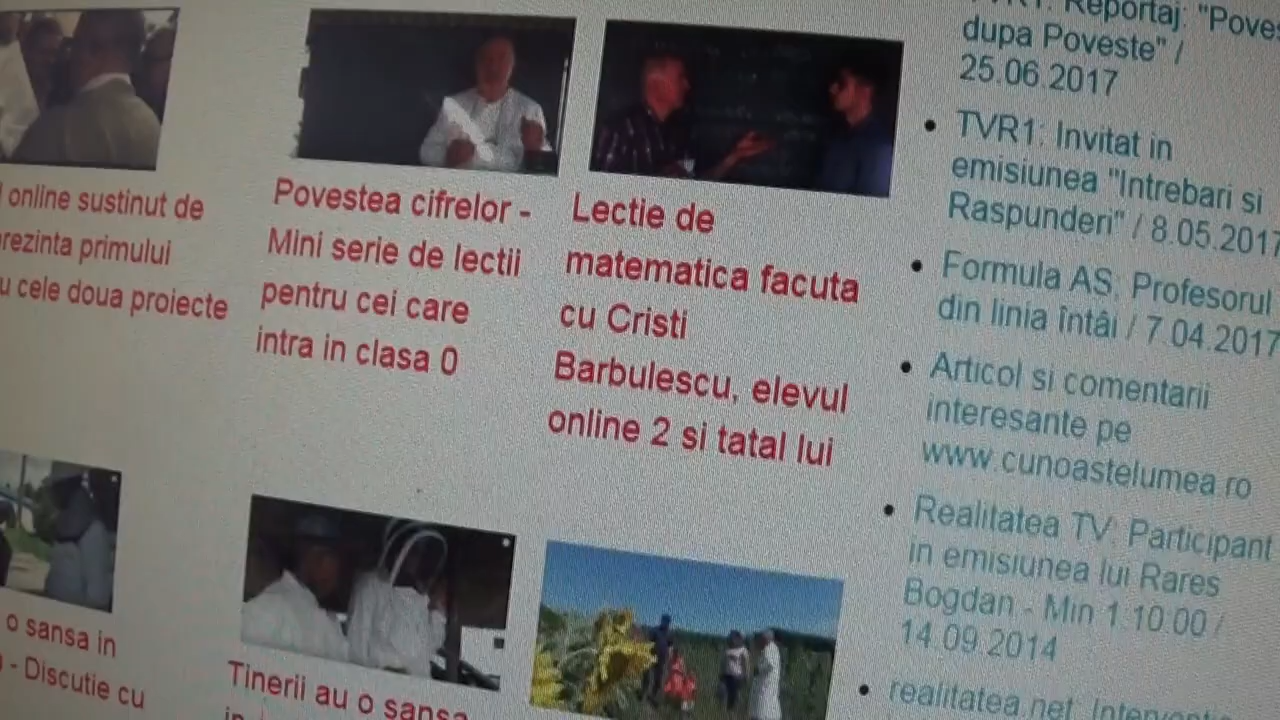 online sustinut de
prezinta primului
cele doua proiecte
Povestea cifrelor -
Mini serie de lectii
pentru cei care
intra in clasa 0
Lectie de
matematica facuta
cu Cristi
Barbulescu, elevul
online 2 si tatal lui
o sansa in
- Discutie cu
Tinerii au o sansa
Reportaj: "Poves
dupa Poveste" /
25.06.2017
TVR1: Invitat in
emisiunea "Intrebari si
Raspunderi" / 8.05.2017
Formula AS: Profesorul
din linia întâi / 7.04.2017
Articol si comentarii
interesante pe
www.cunoastelumea.ro
Realitatea TV: Participant
in emisiunea lui Rares
Bogdan - Min 1:10:00 /
14.09.2014
realitatea.net: